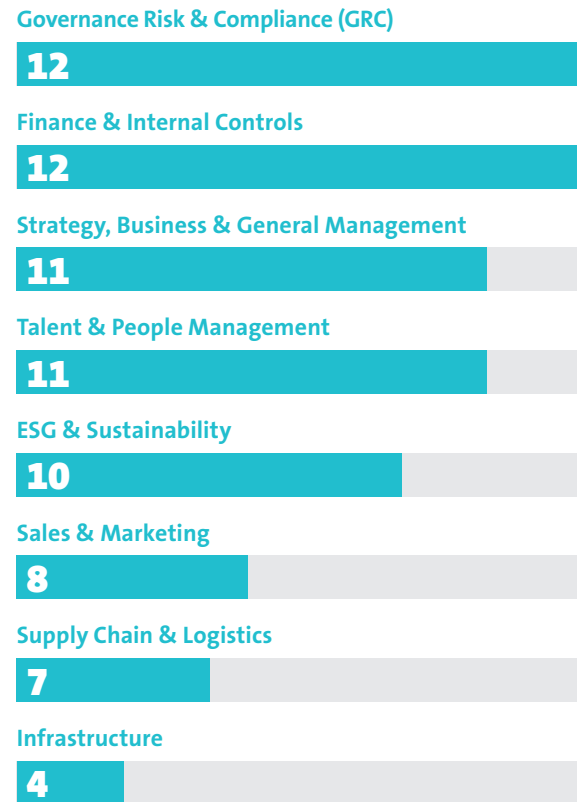 Governance Risk & Compliance (GRC)
12
Finance & Internal Controls
12
Strategy, Business & General Management
11
Talent & People Management
11
ESG & Sustainability
10
Sales & Marketing
8
Supply Chain & Logistics
7
Infrastructure
4